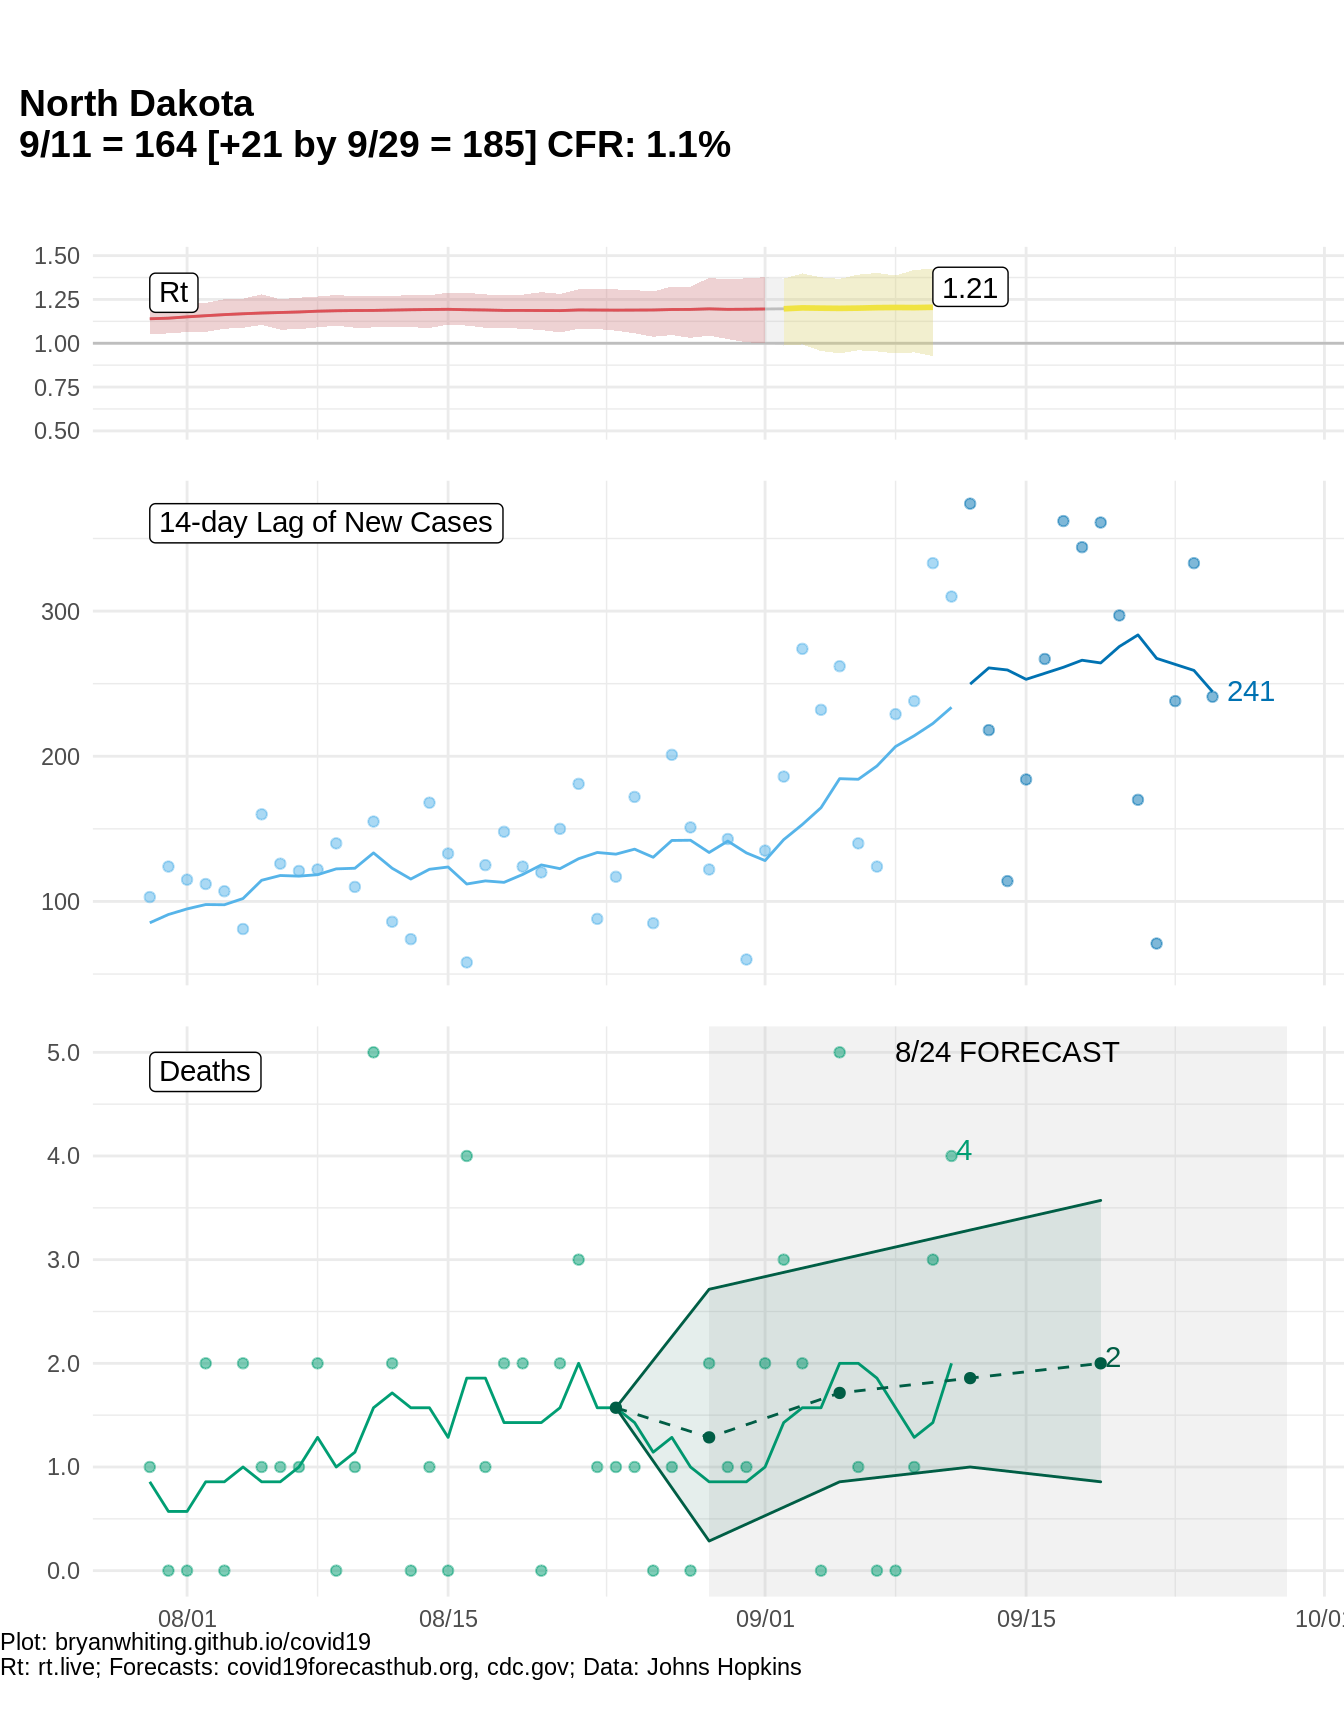 North Dakota
9/11 = 164 [+21 by 9/29 = 185] CFR: 1.1%
1.50
1.25
1.00
0.75
0.50
Rt
1.21
14-day Lag of New Cases
300
200
100
241
Deaths
8/24 FORECAST
5.0
4.0
3.0
2.0
1.0
0.0
4
2
08/01 08/15 09/01 09/15 10/01
Plot: bryanwhiting.github.io/covid19
Rt: rt.live; Forecasts: covid19forecasthub.org, cdc.gov; Data: Johns Hopkins